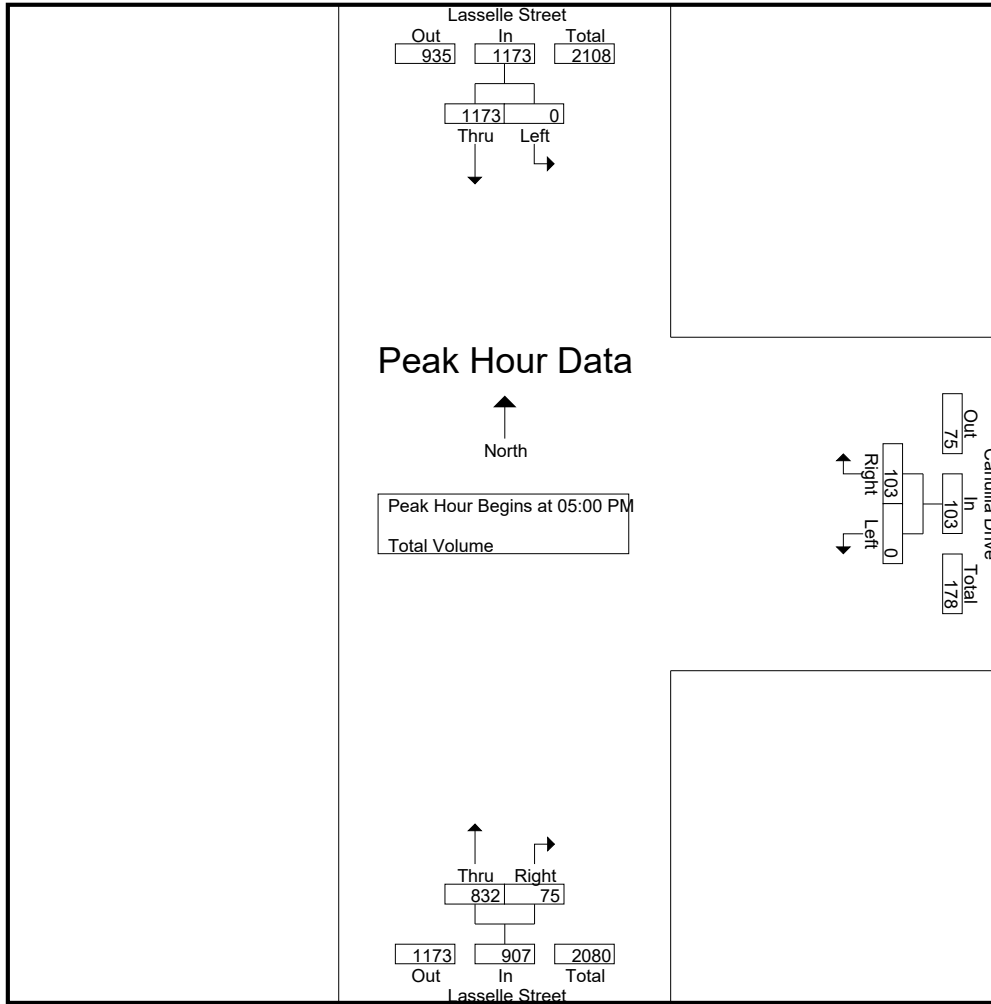 Lasselle Street
Out In Total
935 1173 2108
1173 0
Thru Left
Peak Hour Data
North
Peak Hour Begins at 05:00 PM
Total Volume
Out In Total
75 103 178
Right Left
103 0
Drive
Thru Right
832 75
1173 907 2080
Out In Total
Lasselle Street